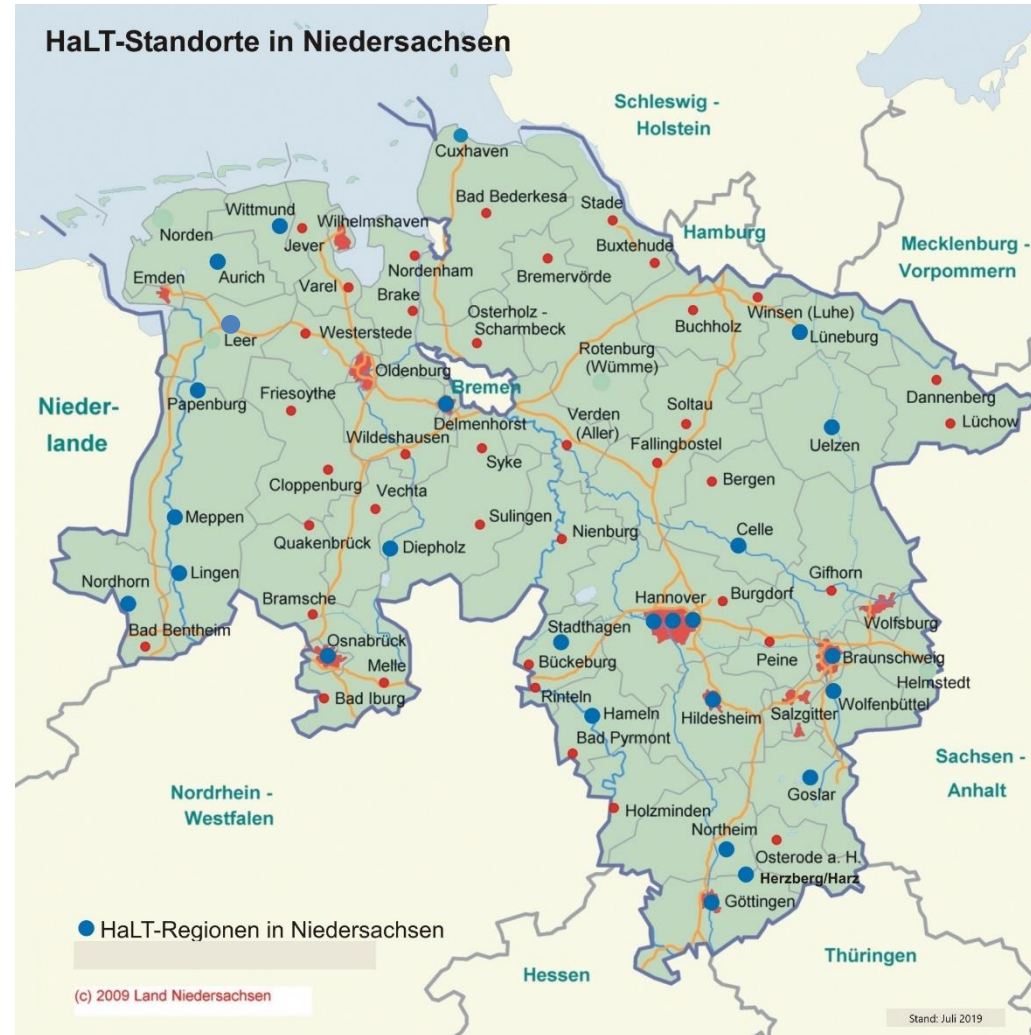 HaLT-Standorte in Niedersachsen
Schleswig -
Holstein
Cuxhaven
Bad Bederkesa
Stade
Hamburg
Mecklenburg -
Vorpommern
Wittmund
Wilhelmshaven
Norden
Jever
Buxtehude
Nordenham
Bremervörde
Emden
Aurich
Varel
Brake
Osterholz -
Scharmbeck
Buchholz
Winsen (Luhe)
Lüneburg
Leer
Westerstede
Rotenburg
(Wümme)
Oldenburg
Bremen
Dannenberg
Nieder-
lande
Papenburg
Friesoythe
Delmenhorst
Verden
(Aller)
Soltau
Lüchow
Wildeshausen
Fallingbostel
Uelzen
Syke
Cloppenburg
Bergen
Vechta
Meppen
Sulingen
Quakenbrück
Diepholz
Nienburg
Celle
Lingen
Nordhorn
Gifhorn
Bramsche
Hannover
Burgdorf
Bad Bentheim
Stadthagen
Wolfsburg
Osnabrück
Peine
Braunschweig
Melle
Bückeburg
Helmstedt
Bad Iburg
Rinteln
Hildesheim
Salzgitter
Wolfenbüttel
Hameln
Bad Pyrmont
Sachsen -
Anhalt
Nordrhein -
Westfalen
Goslar
Holzminden
Northeim
Osterode a. H.
Herzberg/Harz
Göttingen
HaLT-Regionen in Niedersachsen
Hessen
Thüringen
(c) 2009 Land Niedersachsen
Stand: Juli 2019